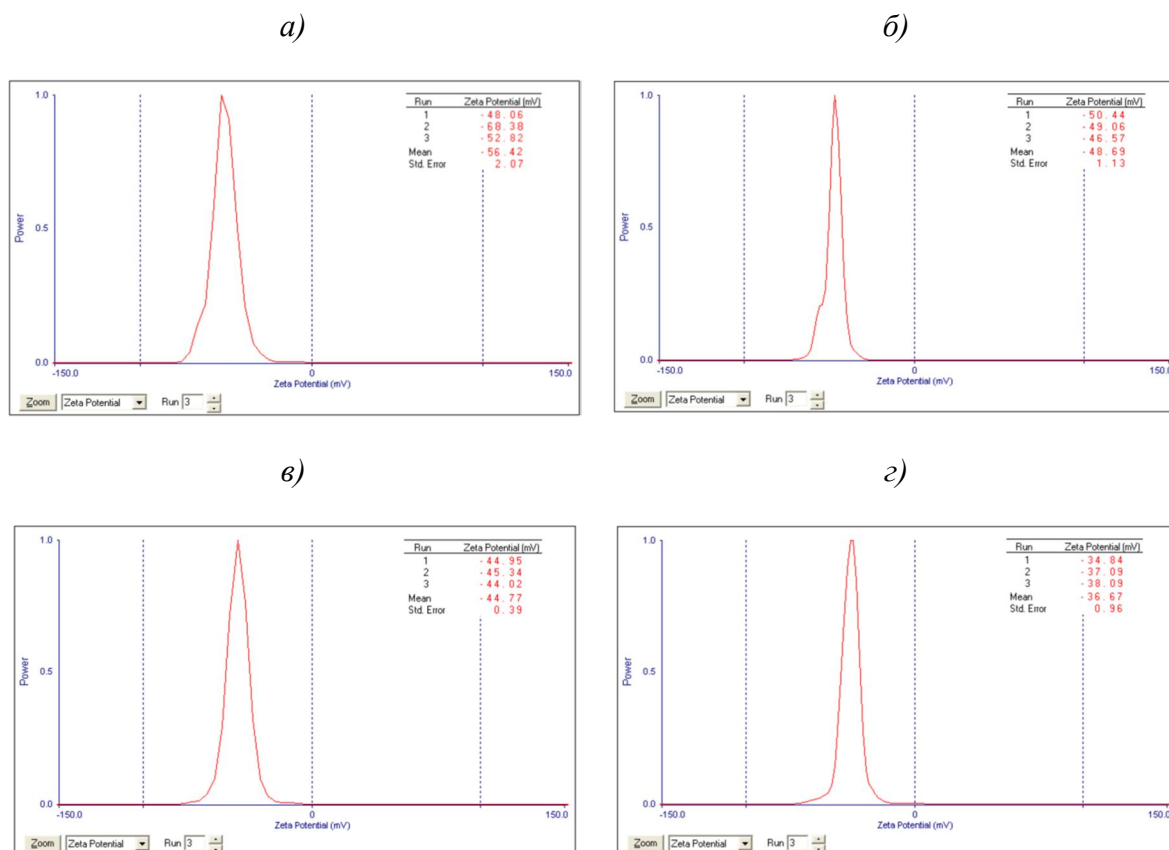 а)
Run Zeta Potential (mV)
1 -48.06
2 -68.38
3 -52.82
Mean -56.42
Std. Error 2.07
1.0
0.5
0.0
Power
-150.0 0 150.0
Zeta Potential (mV)
Zoom Zeta Potential Run 3
б)
Run Zeta Potential (mV)
1 -50.44
2 -49.06
3 -46.57
Mean -48.69
Std. Error 1.13
1.0
0.5
0.0
Power
-150.0 0 150.0
Zeta Potential (mV)
Zoom Zeta Potential Run 3
в)
Run Zeta Potential (mV)
1 -44.95
2 -45.34
3 -44.02
Mean -44.77
Std. Error 0.39
1.0
0.5
0.0
Power
-150.0 0 150.0
Zeta Potential (mV)
Zoom Zeta Potential Run 3
г)
Run Zeta Potential (mV)
1 -34.84
2 -37.09
3 -38.09
Mean -36.67
Std. Error 0.96
1.0
0.5
0.0
Power
-150.0 0 150.0
Zeta Potential (mV)
Zoom Zeta Potential Run 3